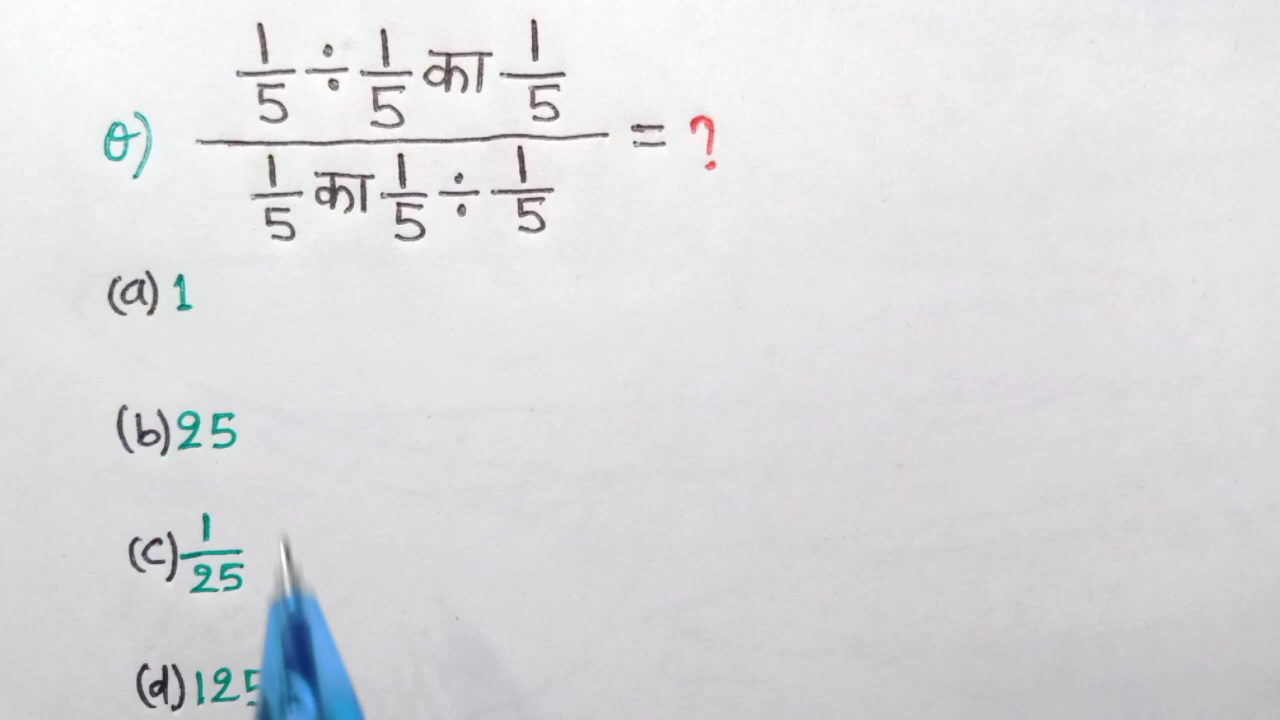 Q) (1/5 ÷ 1/5 का 1/5) / (1/5 का 1/5 ÷ 1/5) = ?
(a) 1
(b) 25
(c) 1/25
(d) 125